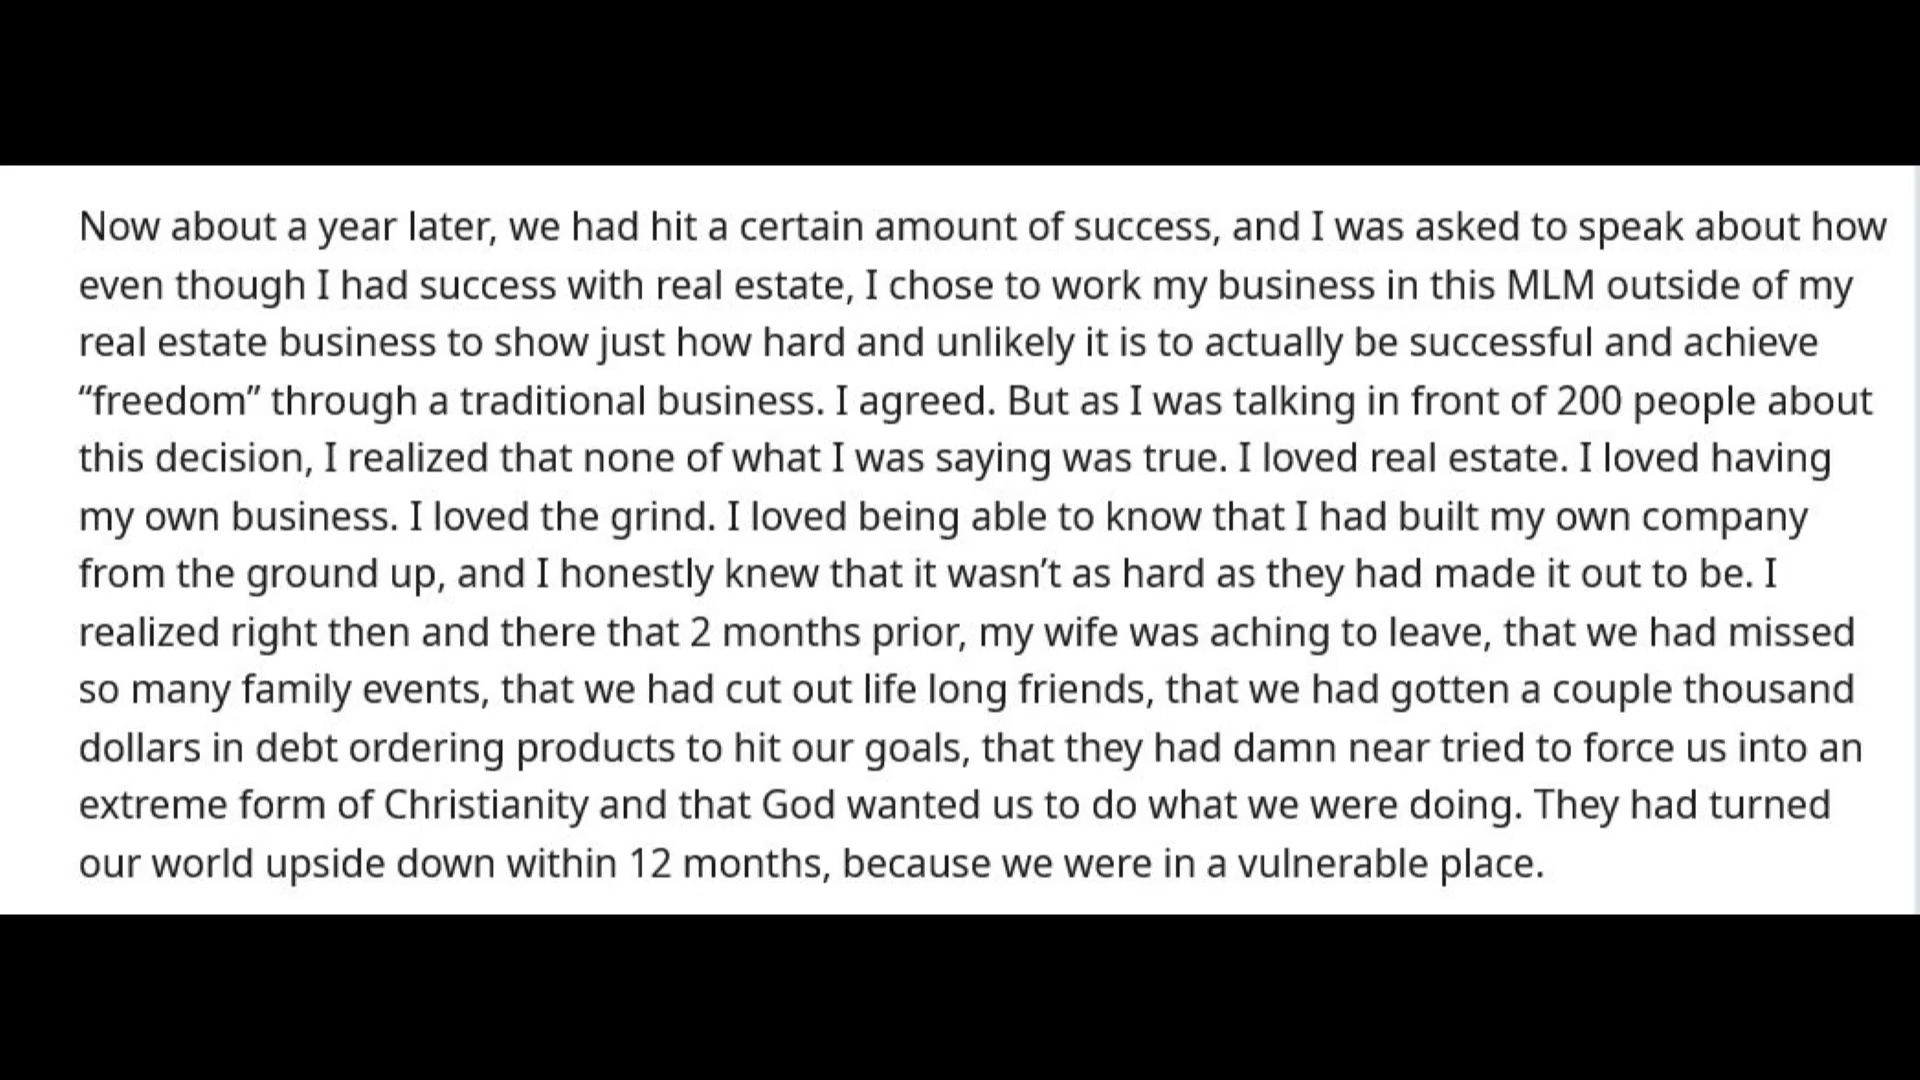 Now about a year later, we had hit a certain amount of success, and I was asked to speak about how
even though I had success with real estate, I chose to work my business in this MLM outside of my
real estate business to show just how hard and unlikely it is to actually be successful and achieve
“freedom” through a traditional business. I agreed. But as I was talking in front of 200 people about
this decision, I realized that none of what I was saying was true. I loved real estate. I loved having
my own business. I loved the grind. I loved being able to know that I had built my own company
from the ground up, and I honestly knew that it wasn’t as hard as they had made it out to be. I
realized right then and there that 2 months prior, my wife was aching to leave, that we had missed
so many family events, that we had cut out life long friends, that we had gotten a couple thousand
dollars in debt ordering products to hit our goals, that they had damn near tried to force us into an
extreme form of Christianity and that God wanted us to do what we were doing. They had turned
our world upside down within 12 months, because we were in a vulnerable place.